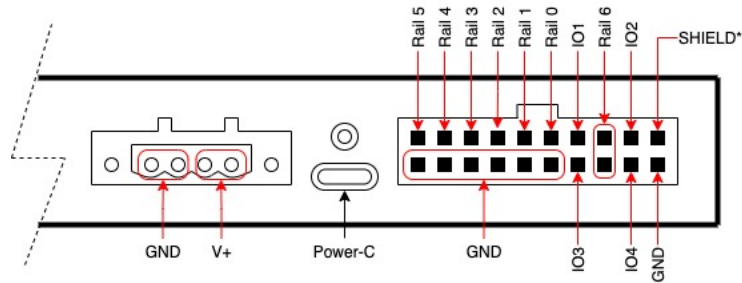 Rail 5
Rail 4
Rail 3
Rail 2
Rail 1
Rail 0
IO1
Rail 6
IO2
SHIELD*
GND
V+
Power-C
GND
IO3
IO4
GND